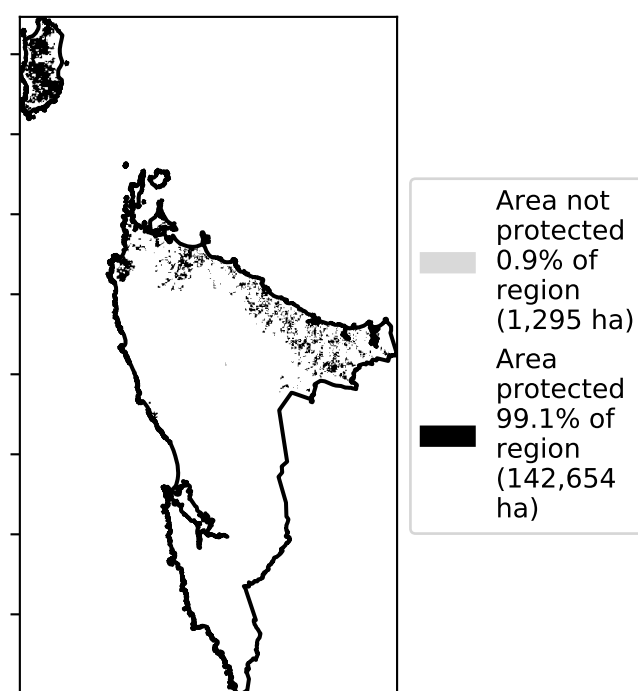 Area not
protected
0.9% of
region
(1,295 ha)
Area
protected
99.1% of
region
(142,654
ha)